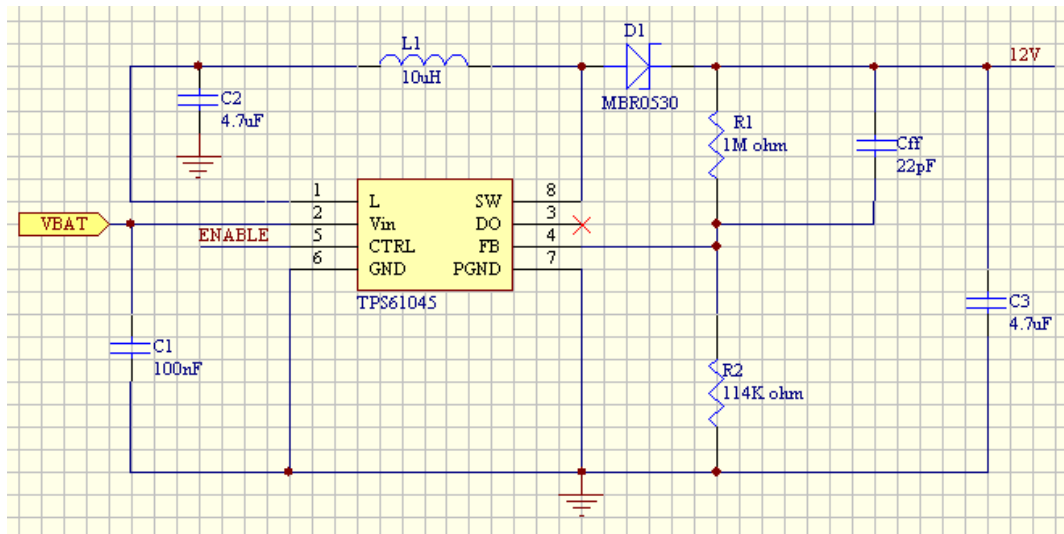 D1
L1
12V
10uH
MBR0530
C2
4.7uF
R1
1M ohm
Cff
22pF
1
L
SW
8
VBAT
2
Vin
DO
3
ENABLE
5
CTRL
FB
4
6
GND
PGND
7
TPS61045
C3
4.7uF
C1
100nF
R2
114K ohm